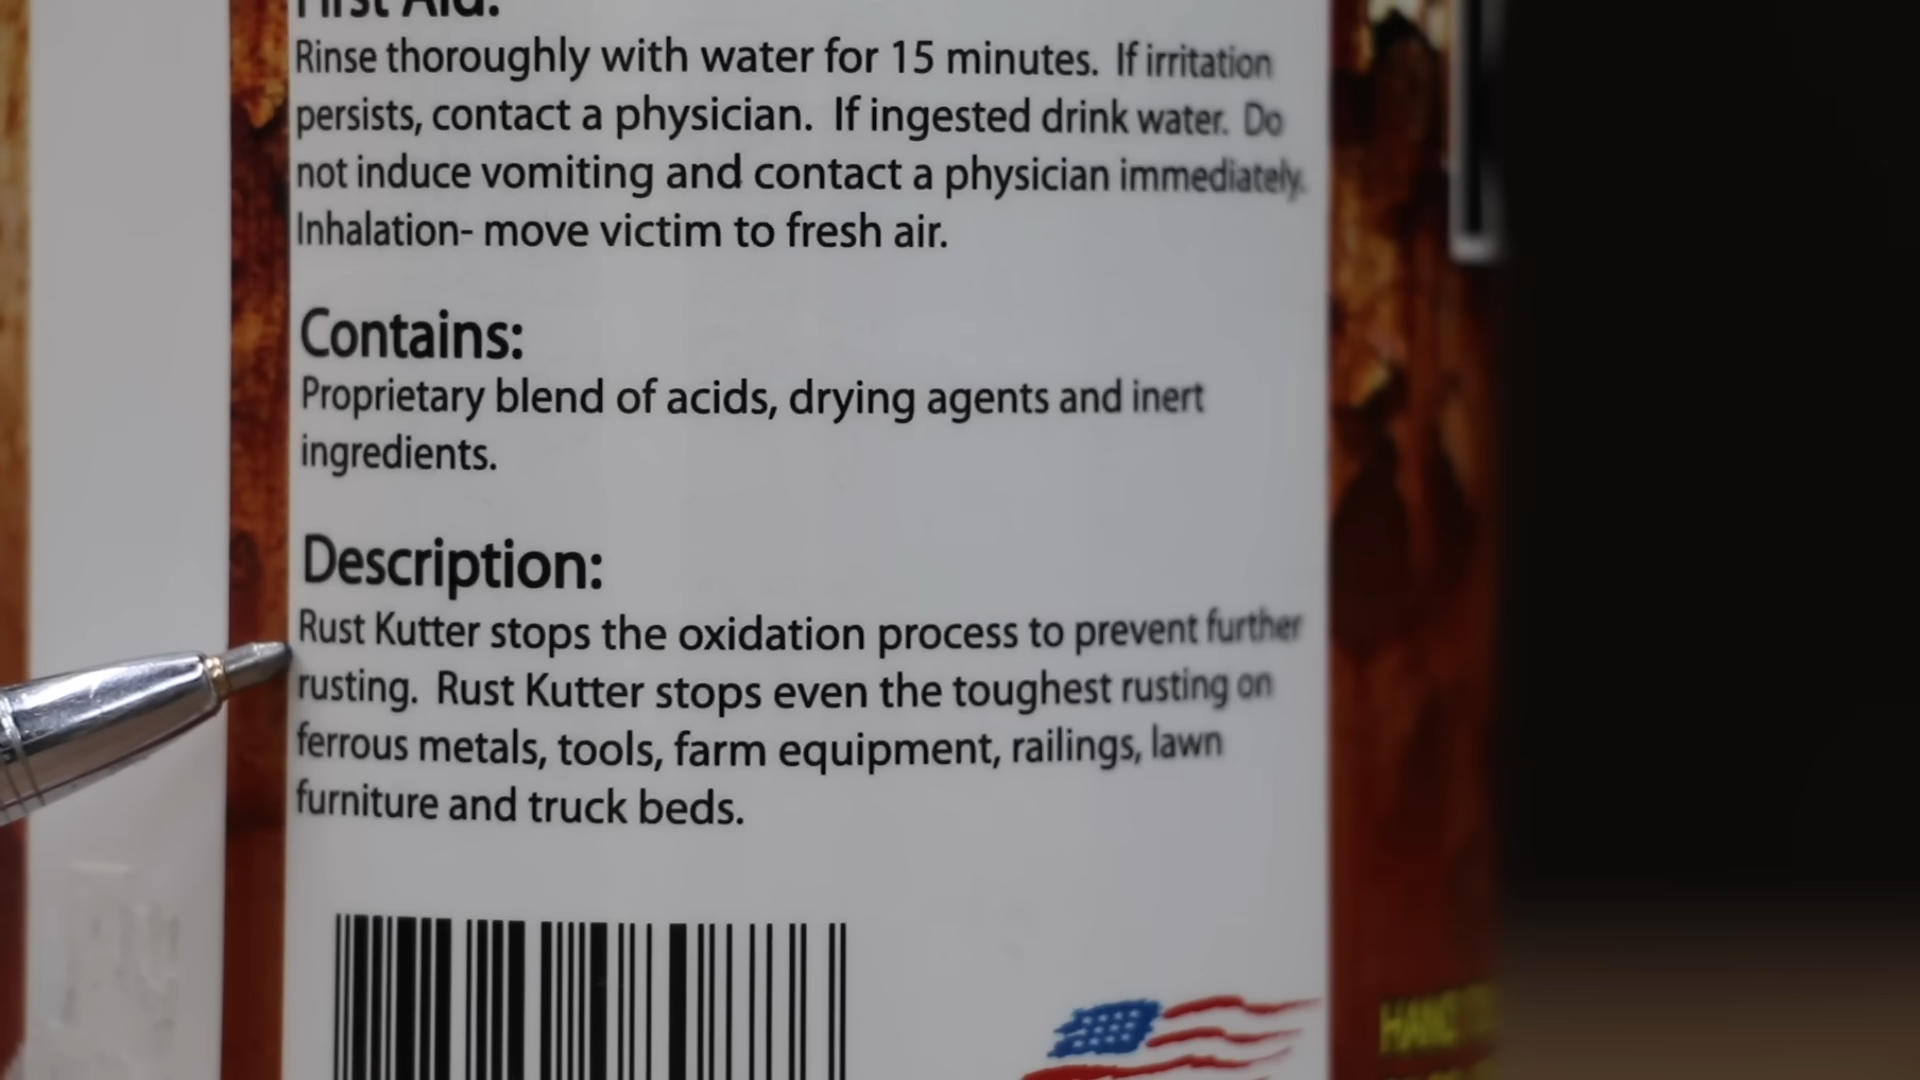 First Aid:
Rinse thoroughly with water for 15 minutes. If irritation
persists, contact a physician. If ingested drink water. Do
not induce vomiting and contact a physician immediately.
Inhalation- move victim to fresh air.
Contains:
Proprietary blend of acids, drying agents and inert
ingredients.
Description:
Rust Kutter stops the oxidation process to prevent further
rusting. Rust Kutter stops even the toughest rusting on
ferrous metals, tools, farm equipment, railings, lawn
furniture and truck beds.